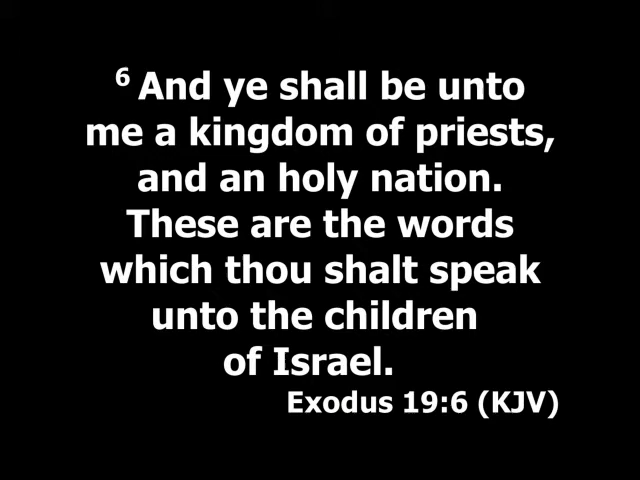 6 And ye shall be unto
me a kingdom of priests,
and an holy nation.
These are the words
which thou shalt speak
unto the children
of Israel.
Exodus 19:6 (KJV)